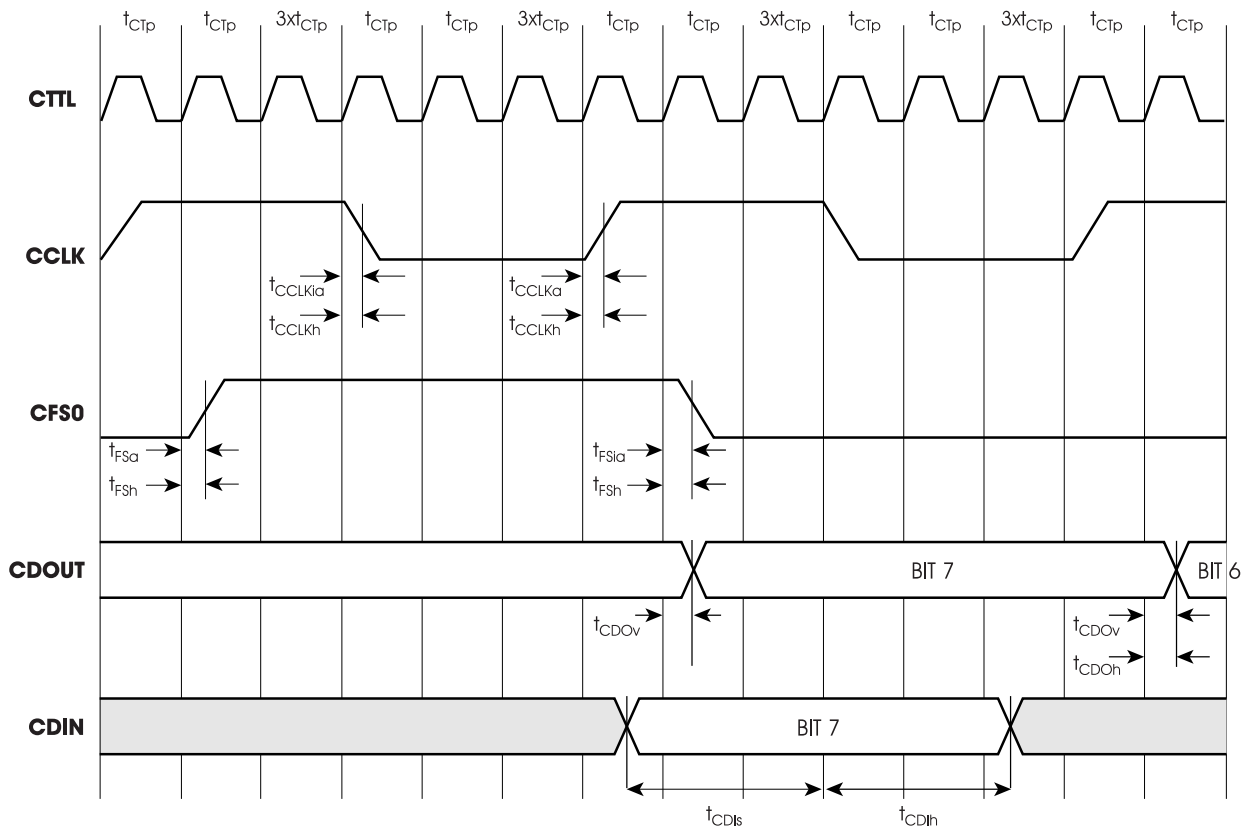 tCTp tCTp 3xtCTp tCTp tCTp 3xtCTp tCTp tCTp 3xtCTp tCTp tCTp 3xtCTp tCTp tCTp
CTTL
CCLK
tCCLKia tCCLKa
tCCLKh tCCLKh
CFS0
tFSa tFSia
tFSh tFSh
CDOUT BIT 7 BIT 6
tCDOv tCDOv
tCDOh
CDIN BIT 7
tCDIs tCDIh